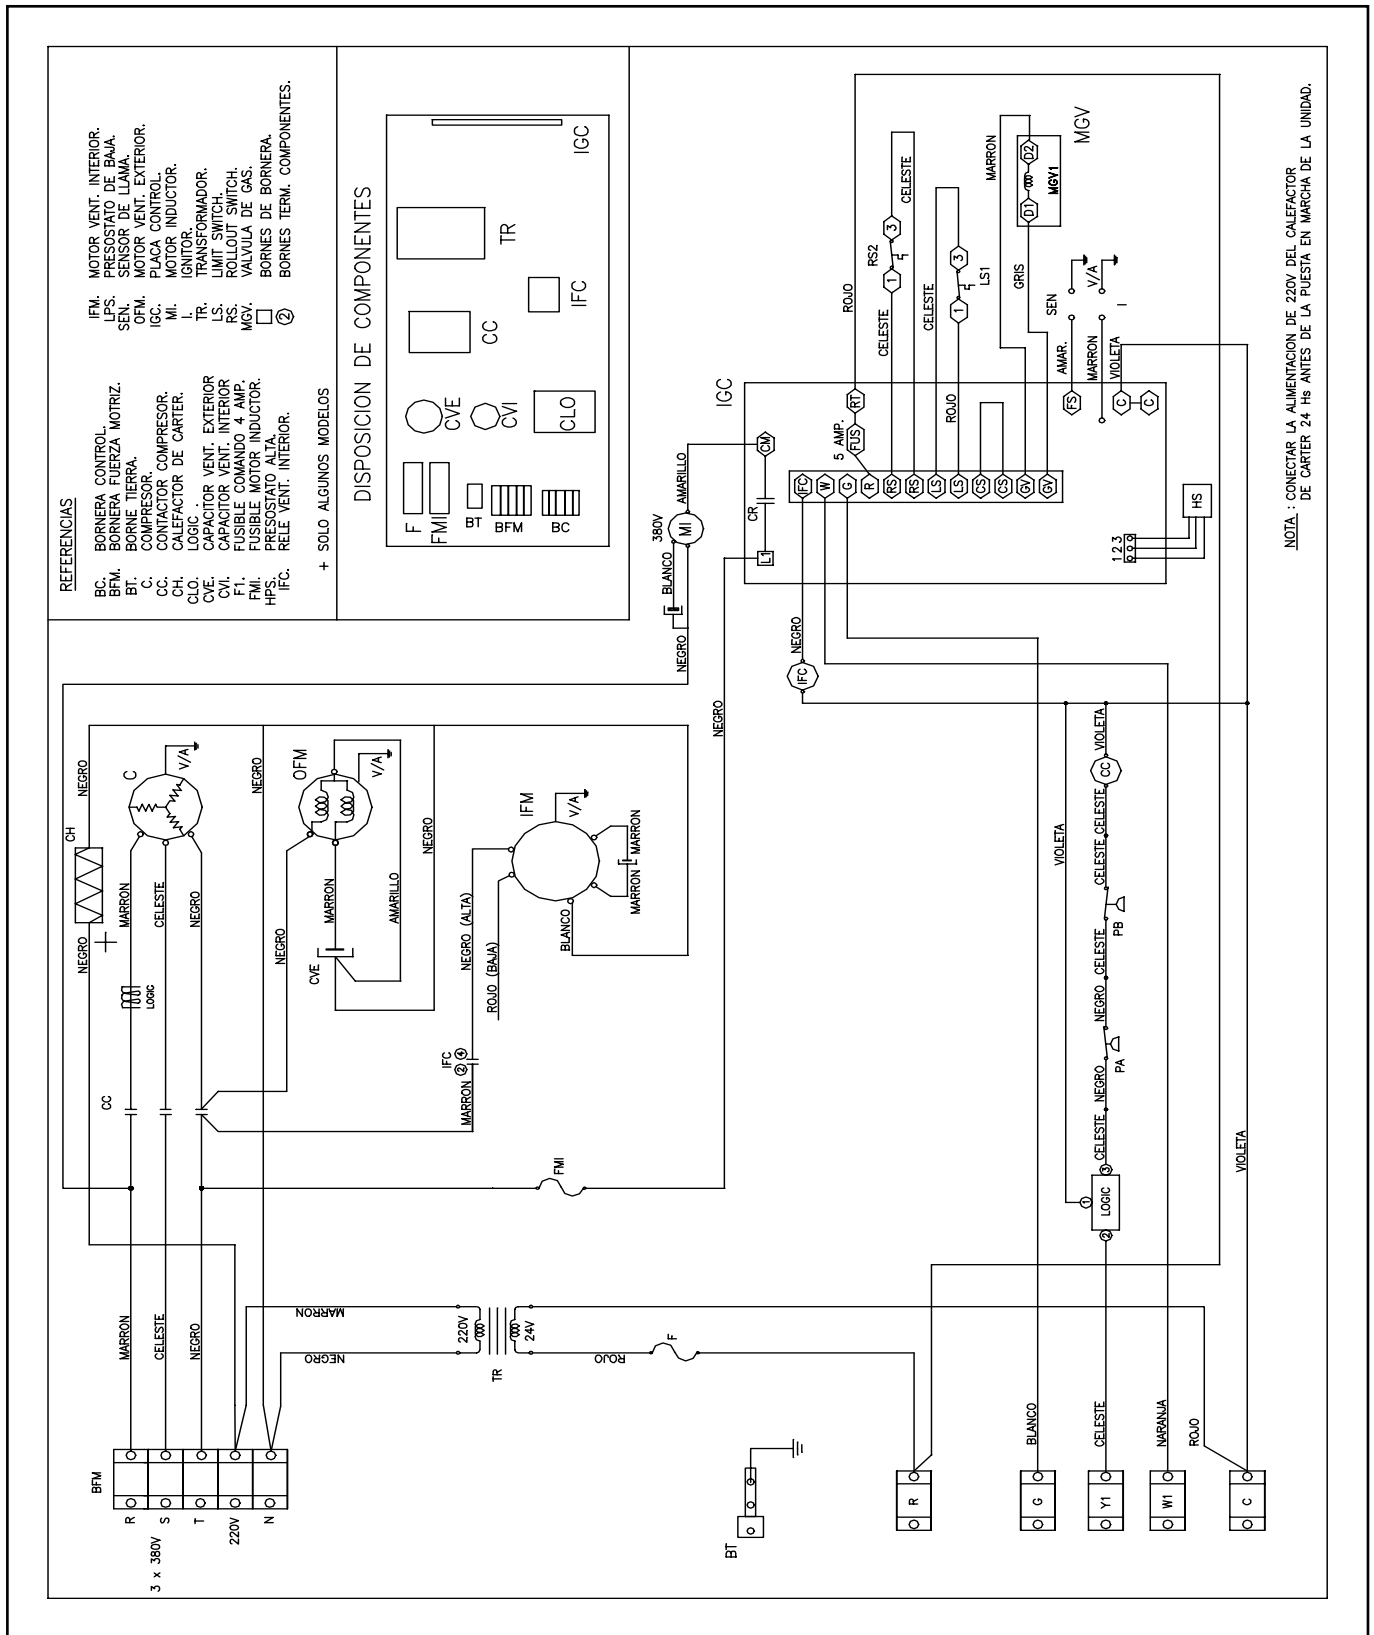 REFERENCIAS
BC. BORNERA CONTROL.
BFM. BORNERA FUERZA MOTRIZ.
BT. BORNE TIERRA.
C. COMPRESOR.
CC. CONTACTOR COMPRESOR.
CH. CALEFACTOR DE CARTER.
CLO. LOGIC .
CVE. CAPACITOR VENT. EXTERIOR
CVI. CAPACITOR VENT. INTERIOR
F1. FUSIBLE COMANDO 4 AMP.
FMI. FUSIBLE MOTOR INDUCTOR.
HPS. PRESOSTATO ALTA.
IFC. RELE VENT. INTERIOR.
IFM. MOTOR VENT. INTERIOR.
LPS. PRESOSTATO DE BAJA.
SEN. SENSOR DE LLAMA.
OFM. MOTOR VENT. EXTERIOR.
IGC. PLACA CONTROL.
MI. MOTOR INDUCTOR.
I. IGNITOR.
TR. TRANSFORMADOR.
LS. LIMIT SWITCH.
RS. ROLLOUT SWITCH.
MGV. VALVULA DE GAS.
BORNES DE BORNERA.
2 BORNES TERM. COMPONENTES.
+ SOLO ALGUNOS MODELOS
DISPOSICION DE COMPONENTES
F
FMI
BT
BFM
BC
CVE
CVI
CLO
CC
IFC
TR
IGC
BFM
R
S
T
220V
N
3 x 380V
MARRON
CELESTE
NEGRO
CC
LOGIC
NEGRO
CH
NEGRO
MARRON
CELESTE
NEGRO
C
V/A
NEGRO
NEGRO
OFM
V/A
MARRON
CVE
AMARILLO
NEGRO
IFC
2 4
MARRON
NEGRO (ALTA)
ROJO (BAJA)
BLANCO
IFM
V/A
MARRON
MARRON
FMI
NEGRO
NEGRO
BLANCO
380V
MI
AMARILLO
MARRON
NEGRO
220V
24V
TR
ROJO
F
BT
R
G
Y1
W1
C
BLANCO
CELESTE
NARANJA
ROJO
VIOLETA
2
LOGIC
1
3
CELESTE
NEGRO
PA
NEGRO
CELESTE
PB
CELESTE
CELESTE
CC
VIOLETA
VIOLETA
IFC
NEGRO
IGC
L1
CR
CM
IFC
W
G
R
RS
RS
LS
LS
CS
CS
GV
GV
5 AMP.
FUS
RT
ROJO
CELESTE
1
RS2
3
CELESTE
CELESTE
ROJO
1
LS1
3
MARRON
GRIS
D1
D2
MGV1
MGV
FS
AMAR.
SEN
MARRON
V/A
I
VIOLETA
C
C
1 2 3
HS
NOTA : CONECTAR LA ALIMENTACION DE 220V DEL CALEFACTOR
DE CARTER 24 Hs ANTES DE LA PUESTA EN MARCHA DE LA UNIDAD.